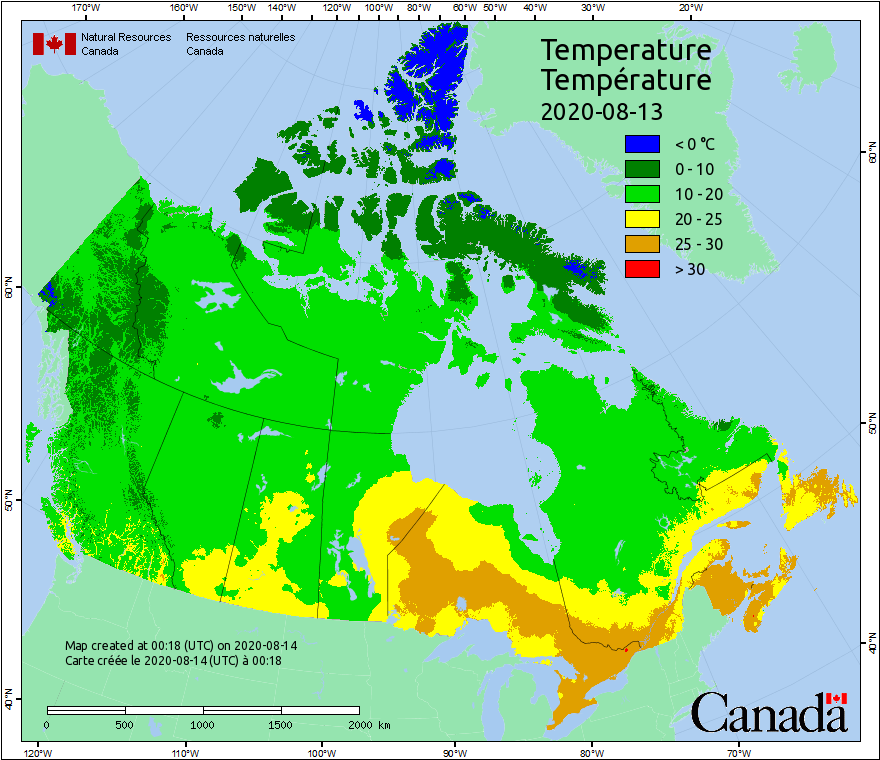 170°W 160°W 150°W 140°W 130°W 120°W 110°W 100°W 80°W 60°W 50°W 40°W 30°W 20°W
Natural Resources Ressources naturelles
Canada Canada
Temperature
Température
2020-08-13
< 0 °C
0 - 10
10 - 20
20 - 25
25 - 30
> 30
60°N
50°N
40°N
60°N
50°N
40°N
Map created at 00:18 (UTC) on 2020-08-14
Carte créée le 2020-08-14 (UTC) à 00:18
0 500 1000 1500 2000 km
Canada
120°W 110°W 100°W 90°W 80°W 70°W